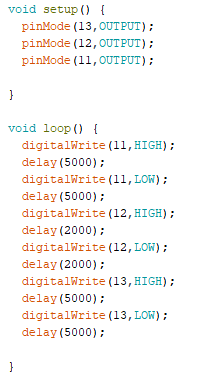 void setup() {
  pinMode(13,OUTPUT);
  pinMode(12,OUTPUT);
  pinMode(11,OUTPUT);

}

void loop() {
  digitalWrite(11,HIGH);
  delay(5000);
  digitalWrite(11,LOW);
  delay(5000);
  digitalWrite(12,HIGH);
  delay(2000);
  digitalWrite(12,LOW);
  delay(2000);
  digitalWrite(13,HIGH);
  delay(5000);
  digitalWrite(13,LOW);
  delay(5000);

}